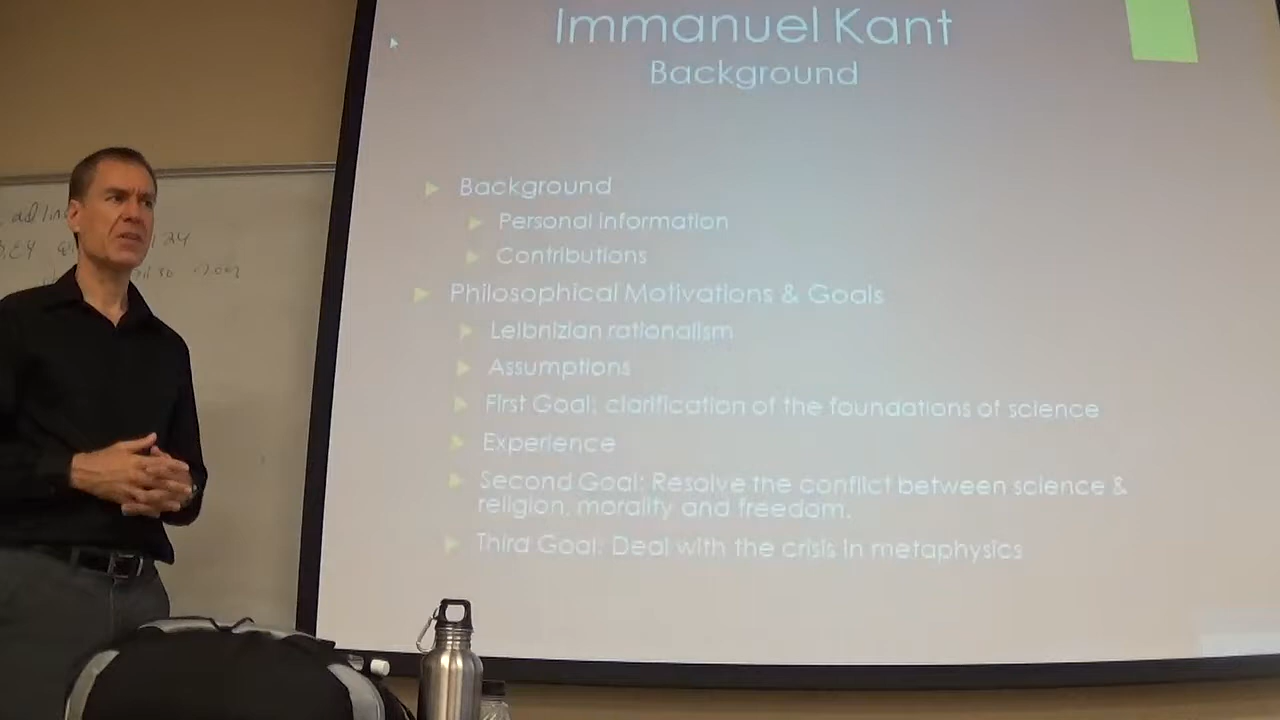 Immanuel Kant
Background
Background
Personal Information
Contributions
Philosophical Motivations & Goals
Leibnizian rationalism
Assumptions
First Goal: clarification of the foundations of science
Experience
Second Goal: Resolve the conflict between science &
religion, morality and freedom.
Third Goal: Deal with the crisis in metaphysics
24